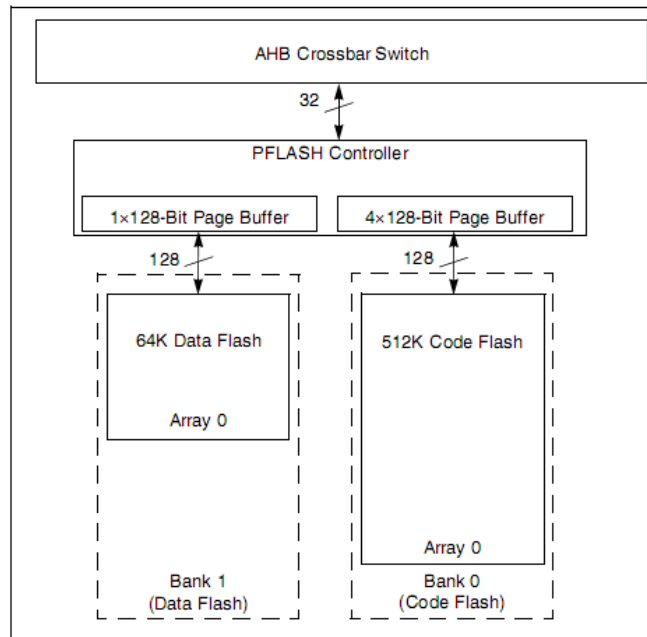 AHB Crossbar Switch
32
PFLASH Controller
1×128-Bit Page Buffer
4×128-Bit Page Buffer
128
128
64K Data Flash
512K Code Flash
Array 0
Array 0
Bank 1
(Data Flash)
Bank 0
(Code Flash)